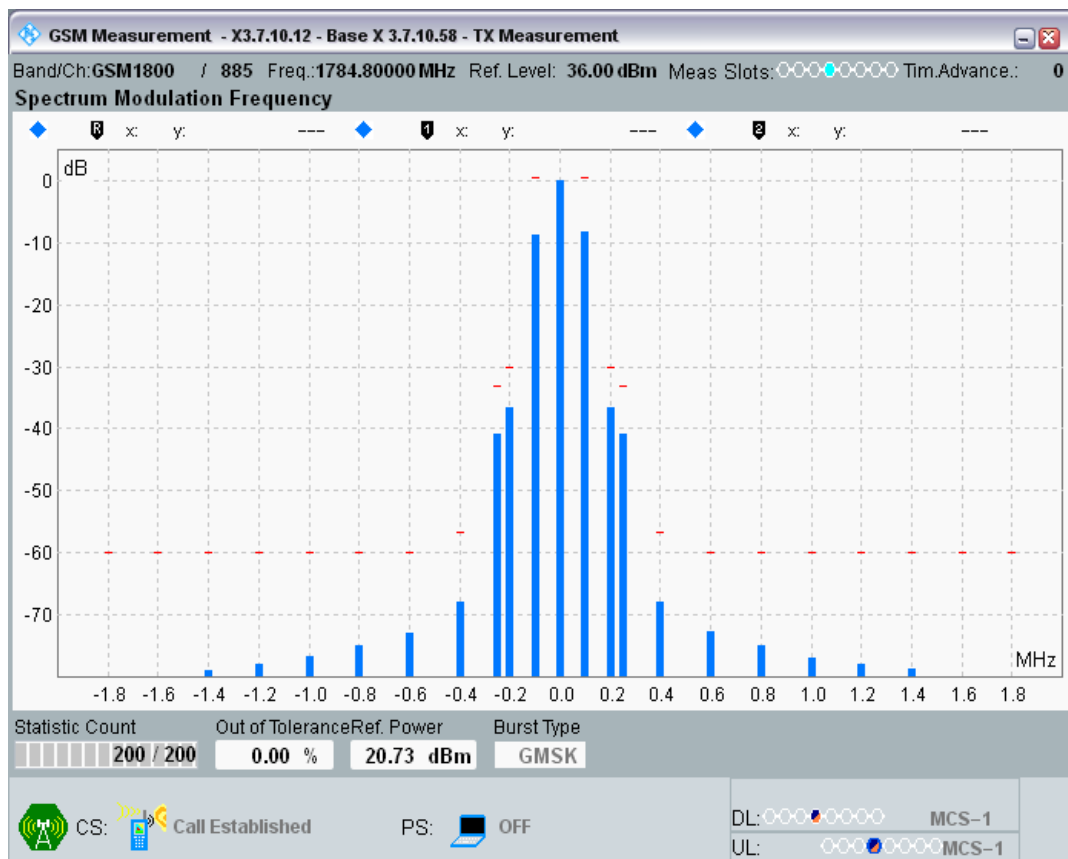 GSM Measurement - X3.7.10.12 - Base X 3.7.10.58 - TX Measurement
Band/Ch:GSM1800 / 885 Freq.:1784.80000 MHz Ref. Level: 36.00 dBm Meas Slots: Tim.Advance.: 0
Spectrum Modulation Frequency
R x: y: --- 1 x: y: --- 2 x: y: ---
dB
0
-10
-20
-30
-40
-50
-60
-70
MHz
-1.8 -1.6 -1.4 -1.2 -1.0 -0.8 -0.6 -0.4 -0.2 0.0 0.2 0.4 0.6 0.8 1.0 1.2 1.4 1.6 1.8
Statistic Count Out of Tolerance Ref. Power Burst Type
200 / 200 0.00 % 20.73 dBm GMSK
CS: Call Established PS: OFF
DL: MCS-1
UL: MCS-1